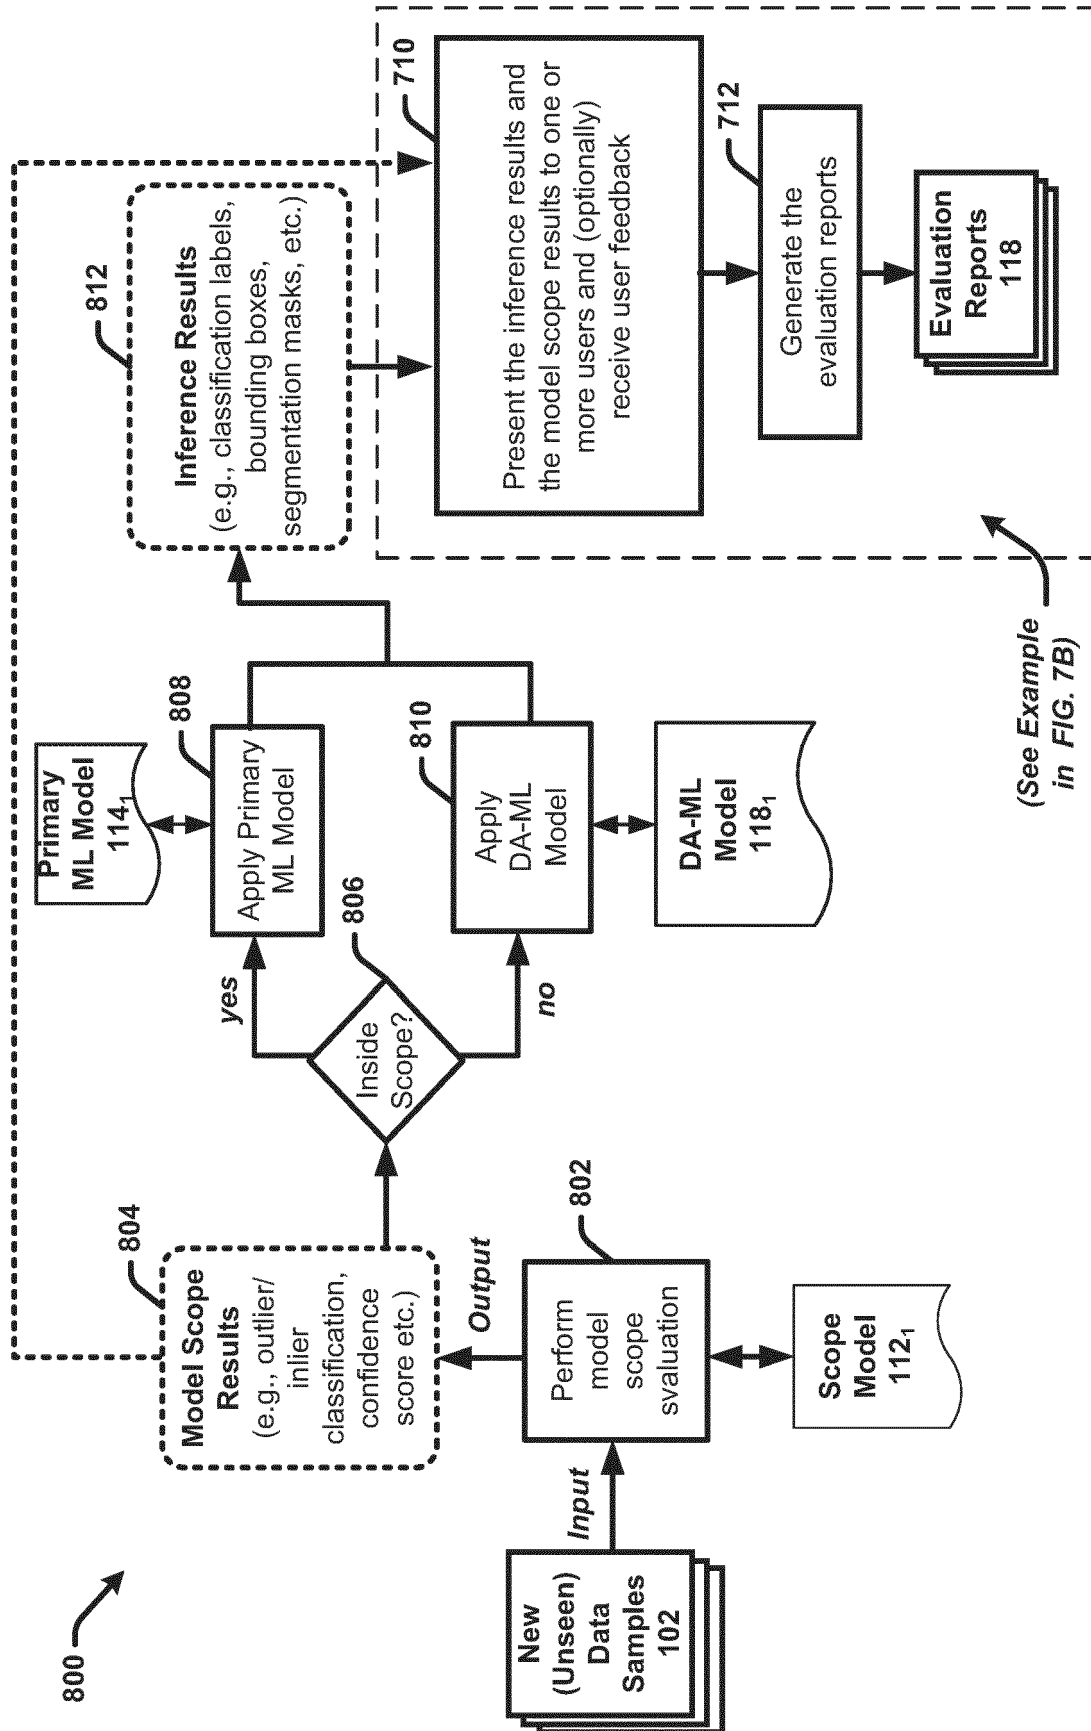 800
New
(Unseen)
Data
Samples
102
Input
Perform
model
scope
svaluation
802
Scope
Model
112₁
Output
Model Scope
Results
(e.g., outlier/
inlier
classification,
confidence
score etc.)
804
Inside
Scope?
806
yes
no
Primary
ML Model
114₁
Apply Primary
ML Model
808
Apply
DA-ML
Model
810
DA-ML
Model
118₁
Inference Results
(e.g., classification labels,
bounding boxes,
segmentation masks, etc.)
812
Present the inference results and
the model scope results to one or
more users and (optionally)
receive user feedback
710
Generate the
evaluation reports
712
Evaluation
Reports
118
(See Example
in FIG. 7B)